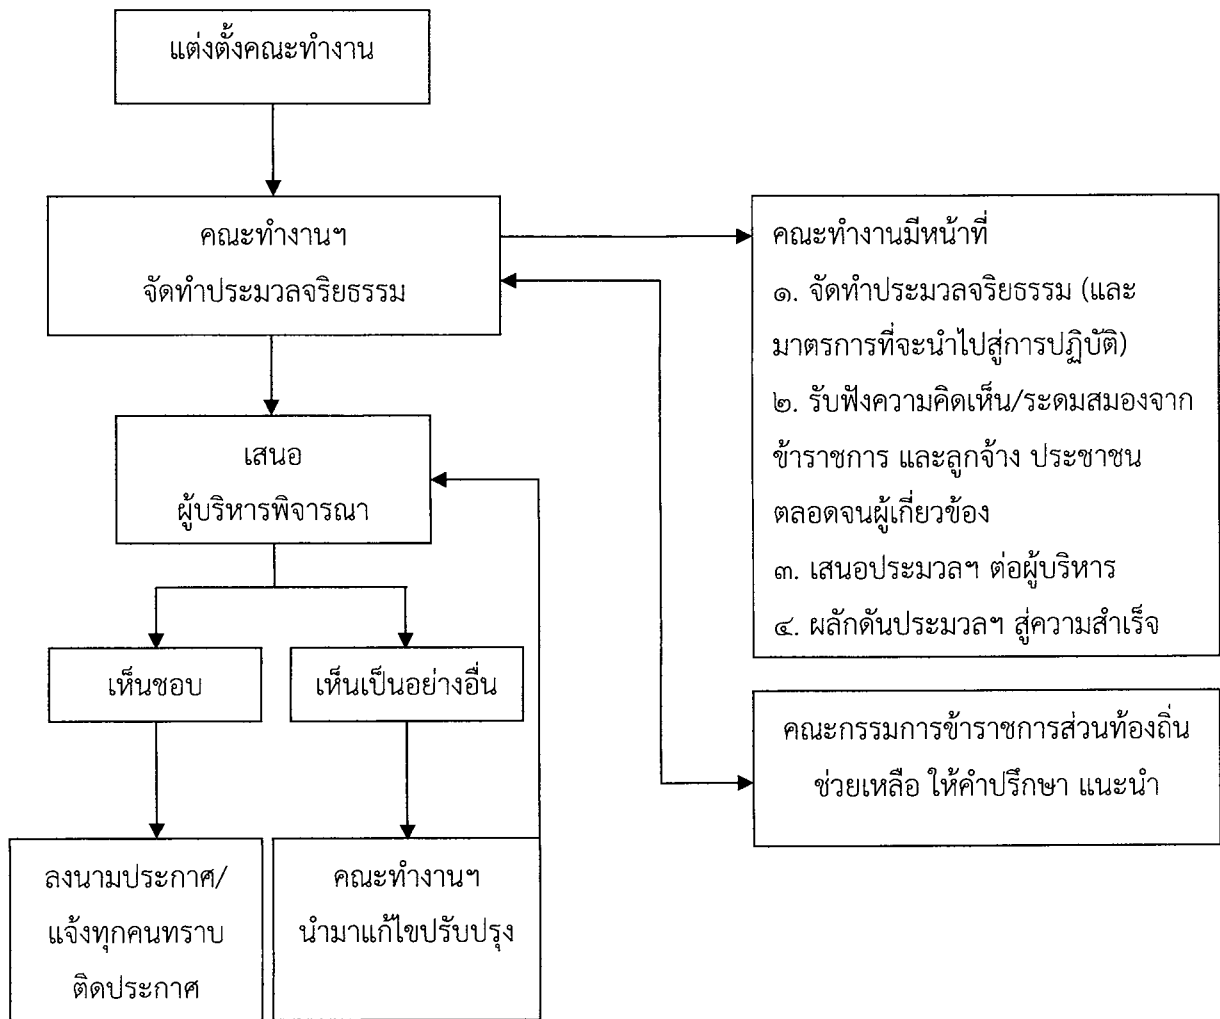 แต่งตั้งคณะทำงาน
คณะทำงานฯ
จัดทำประมวลจริยธรรม
คณะทำงานมีหน้าที่
๑. จัดทำประมวลจริยธรรม (และ
มาตรการที่จะนำไปสู่การปฏิบัติ)
๒. รับฟังความคิดเห็น/ระดมสมองจาก
ข้าราชการ และลูกจ้าง ประชาชน
ตลอดจนผู้เกี่ยวข้อง
๓. เสนอประมวลฯ ต่อผู้บริหาร
๔. ผลักดันประมวลฯ สู่ความสำเร็จ
เสนอ
ผู้บริหารพิจารณา
เห็นชอบ
เห็นเป็นอย่างอื่น
คณะกรรมการข้าราชการส่วนท้องถิ่น
ช่วยเหลือ ให้คำปรึกษา แนะนำ
ลงนามประกาศ/
แจ้งทุกคนทราบ
ติดประกาศ
คณะทำงานฯ
นำมาแก้ไขปรับปรุง